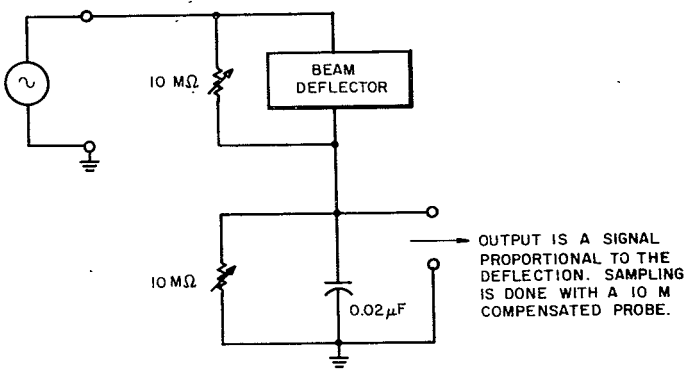 10 MΩ
BEAM
DEFLECTOR
10 MΩ
0.02μF
OUTPUT IS A SIGNAL
PROPORTIONAL TO THE
DEFLECTION. SAMPLING
IS DONE WITH A 10 M
COMPENSATED PROBE.